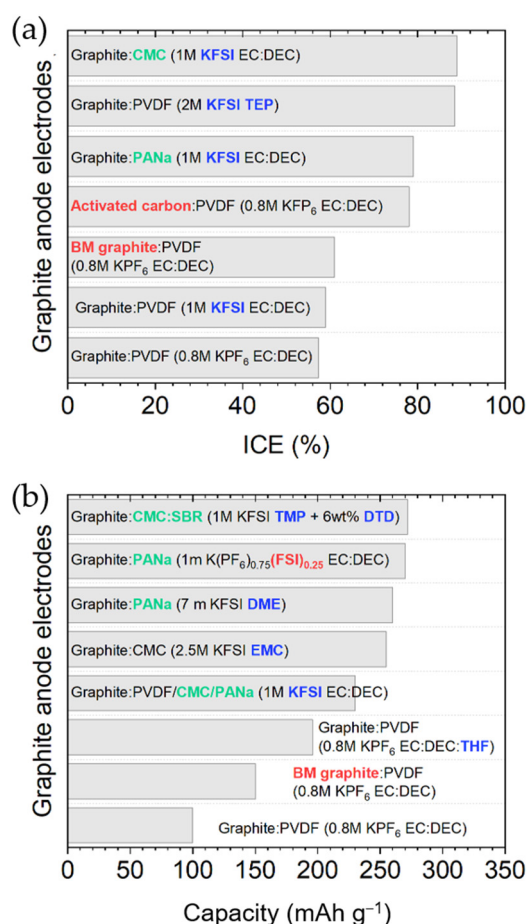 (a)
Graphite anode electrodes
Graphite:CMC (1M KFSI EC:DEC)
Graphite:PVDF (2M KFSI TEP)
Graphite:PANa (1M KFSI EC:DEC)
Activated carbon:PVDF (0.8M KFP₆ EC:DEC)
BM graphite:PVDF
(0.8M KPF₆ EC:DEC)
Graphite:PVDF (1M KFSI EC:DEC)
Graphite:PVDF (0.8M KPF₆ EC:DEC)
0 20 40 60 80 100
ICE (%)
(b)
Graphite anode electrodes
Graphite:CMC:SBR (1M KFSI TMP + 6wt% DTD)
Graphite:PANa (1m K(PF₆)₀.₇₅(FSI)₀.₂₅ EC:DEC)
Graphite:PANa (7 m KFSI DME)
Graphite:CMC (2.5M KFSI EMC)
Graphite:PVDF/CMC/PANa (1M KFSI EC:DEC)
Graphite:PVDF
(0.8M KPF₆ EC:DEC:THF)
BM graphite:PVDF
(0.8M KPF₆ EC:DEC)
Graphite:PVDF (0.8M KPF₆ EC:DEC)
0 50 100 150 200 250 300 350
Capacity (mAh g⁻¹)